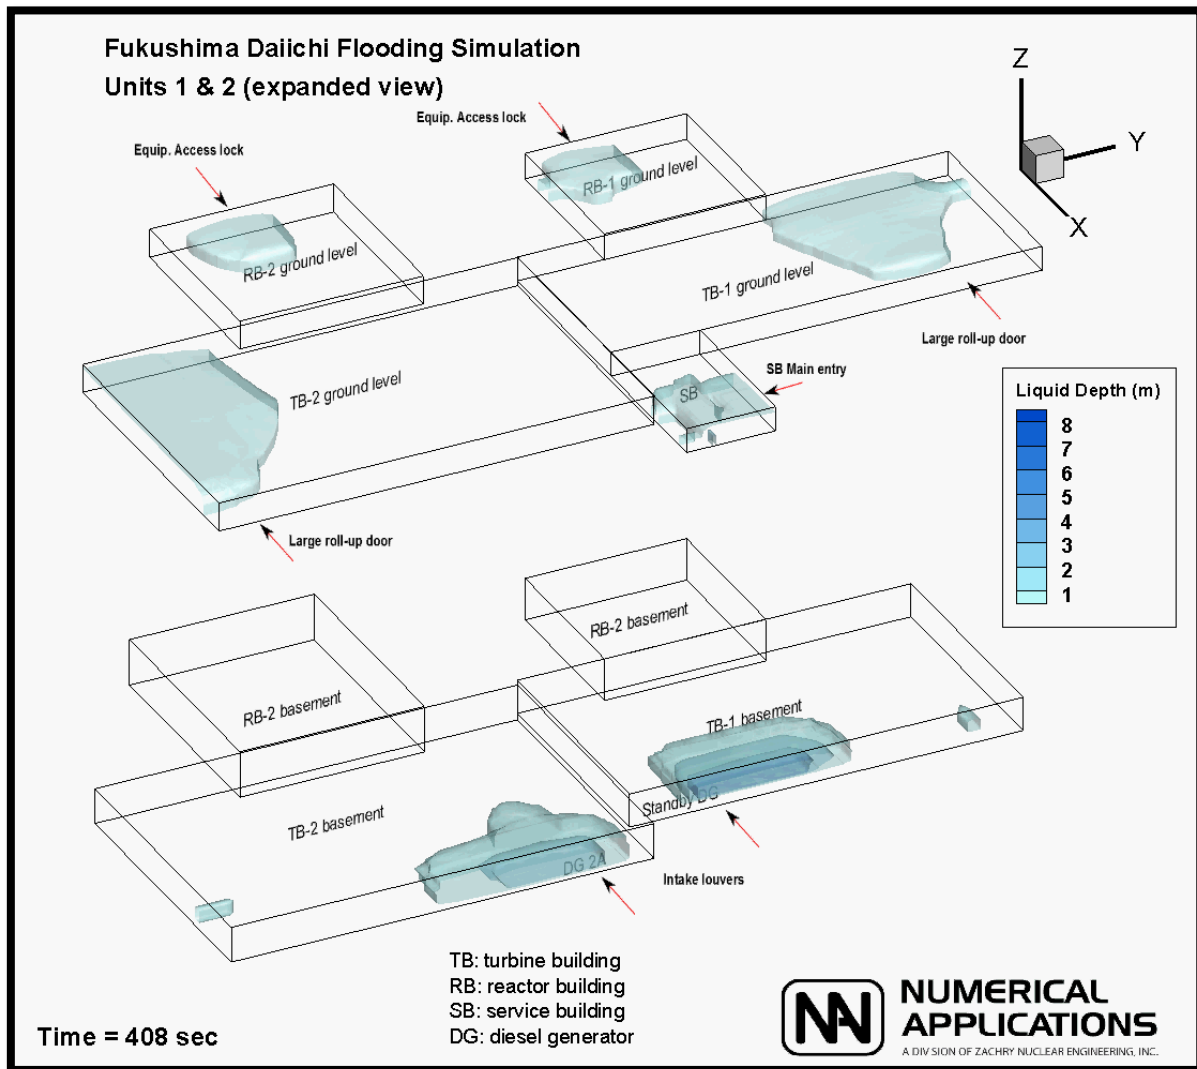 Fukushima Daiichi Flooding Simulation
Units 1 & 2 (expanded view)
Equip. Access lock
Equip. Access lock
Z
Y
X
RB-1 ground level
RB-2 ground level
TB-1 ground level
Large roll-up door
SB Main entry
SB
TB-2 ground level
Large roll-up door
Liquid Depth (m)
8
7
6
5
4
3
2
1
RB-2 basement
RB-2 basement
TB-1 basement
Standby DG
TB-2 basement
DG 2A
Intake louvers
TB: turbine building
RB: reactor building
SB: service building
DG: diesel generator
Time = 408 sec
NAI
NUMERICAL
APPLICATIONS
A DIVISION OF ZACHRY NUCLEAR ENGINEERING, INC.